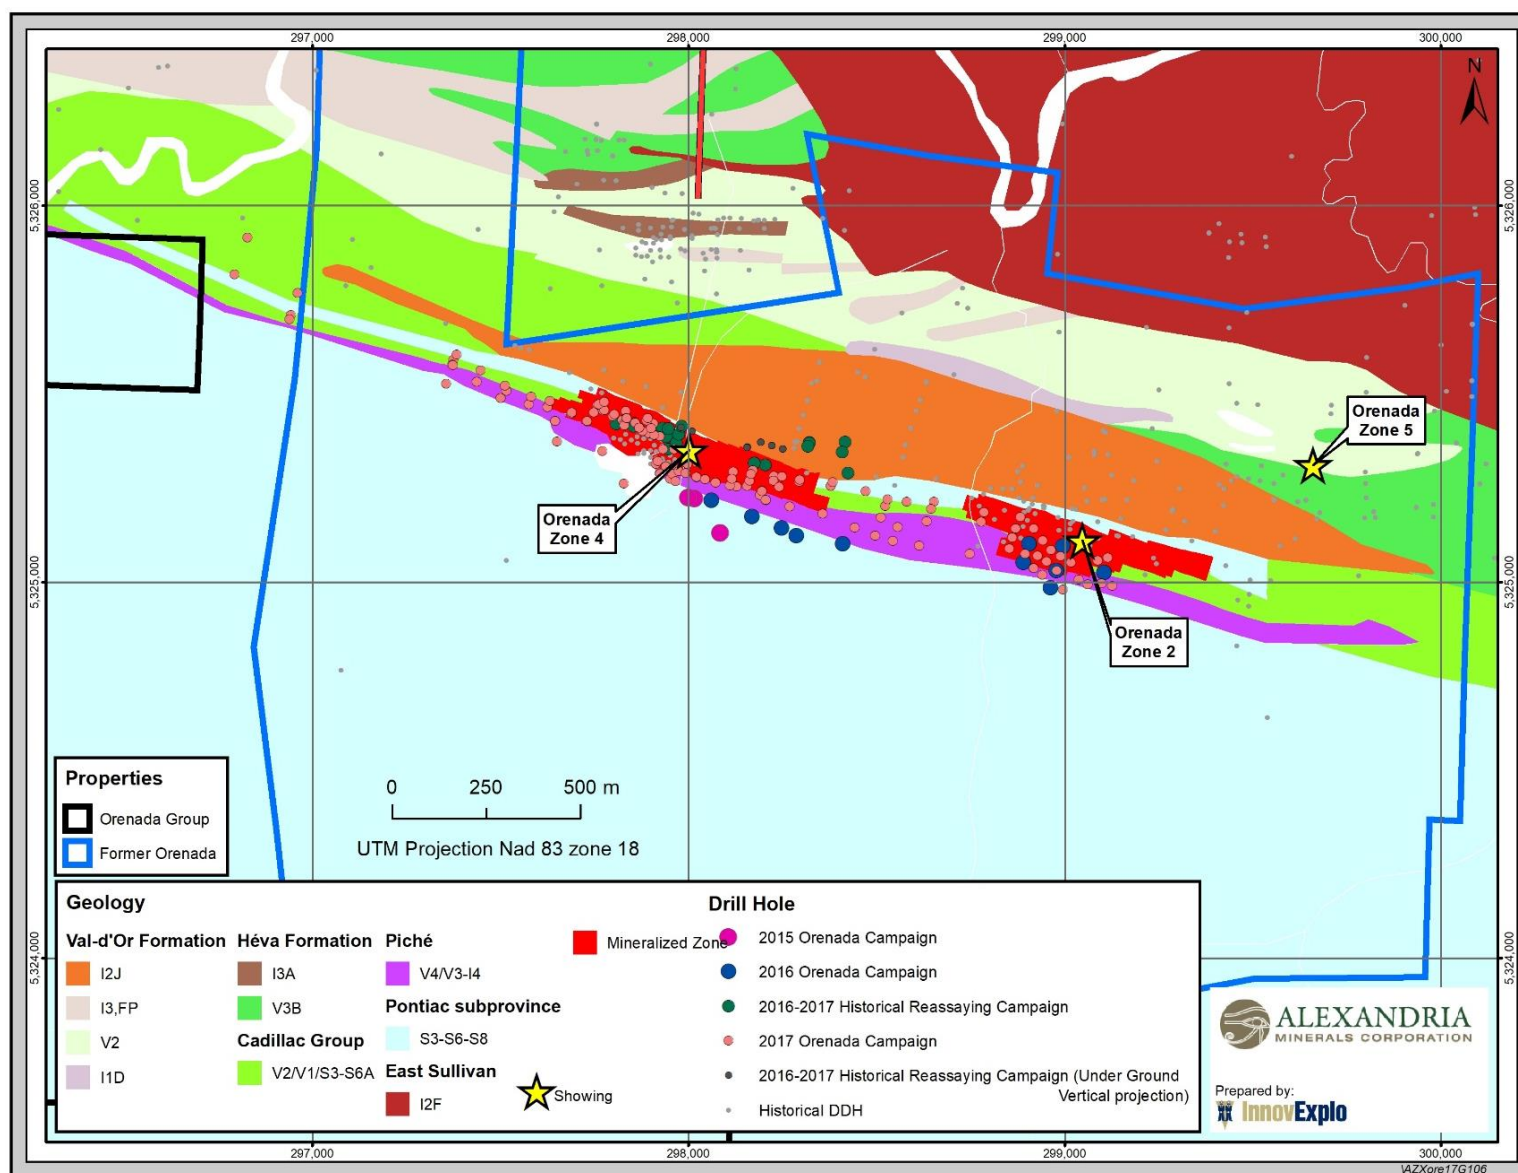 297,000
298,000
299,000
300,000
N
5,326,000
5,326,000
Orenada
Zone 5
Orenada
Zone 4
5,325,000
5,325,000
Orenada
Zone 2
Properties
Orenada Group
Former Orenada
0 250 500 m
UTM Projection Nad 83 zone 18
Geology
Val-d'Or Formation
I2J
I3,FP
V2
I1D
Héva Formation
I3A
V3B
Cadillac Group
V2/V1/S3-S6A
Piché
V4/V3-I4
Pontiac subprovince
S3-S6-S8
East Sullivan
I2F
Mineralized Zone
Showing
Drill Hole
2015 Orenada Campaign
2016 Orenada Campaign
2016-2017 Historical Reassaying Campaign
2017 Orenada Campaign
2016-2017 Historical Reassaying Campaign (Under Ground
Vertical projection)
Historical DDH
5,324,000
5,324,000
ALEXANDRIA
MINERALS CORPORATION
Prepared by:
InnovExplo
297,000
298,000
299,000
300,000
\AZXore17G106